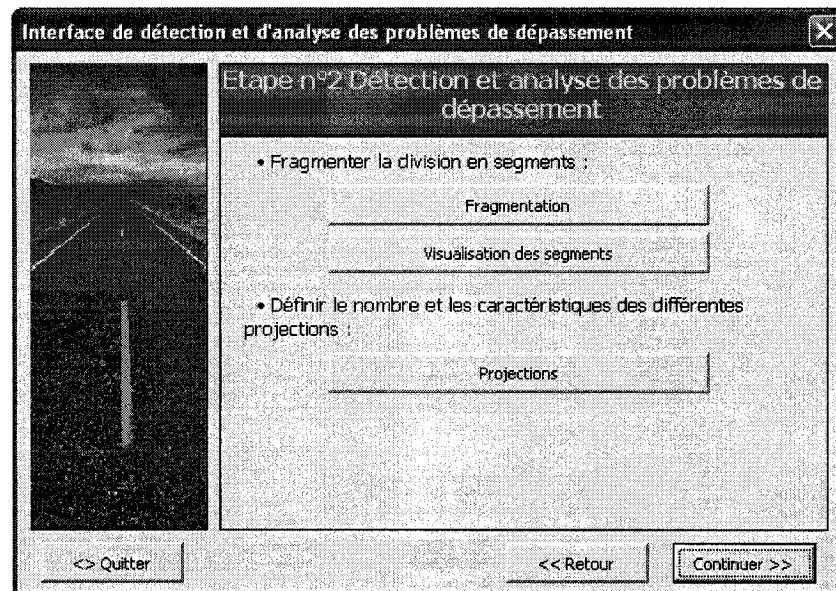 Interface de détection et d'analyse des problèmes de dépassement
Etape n°2 Détection et analyse des problèmes de
dépassement
• Fragmenter la division en segments :
Fragmentation
Visualisation des segments
• Définir le nombre et les caractéristiques des différentes
projections :
Projections
<> Quitter
<< Retour
Continuer >>